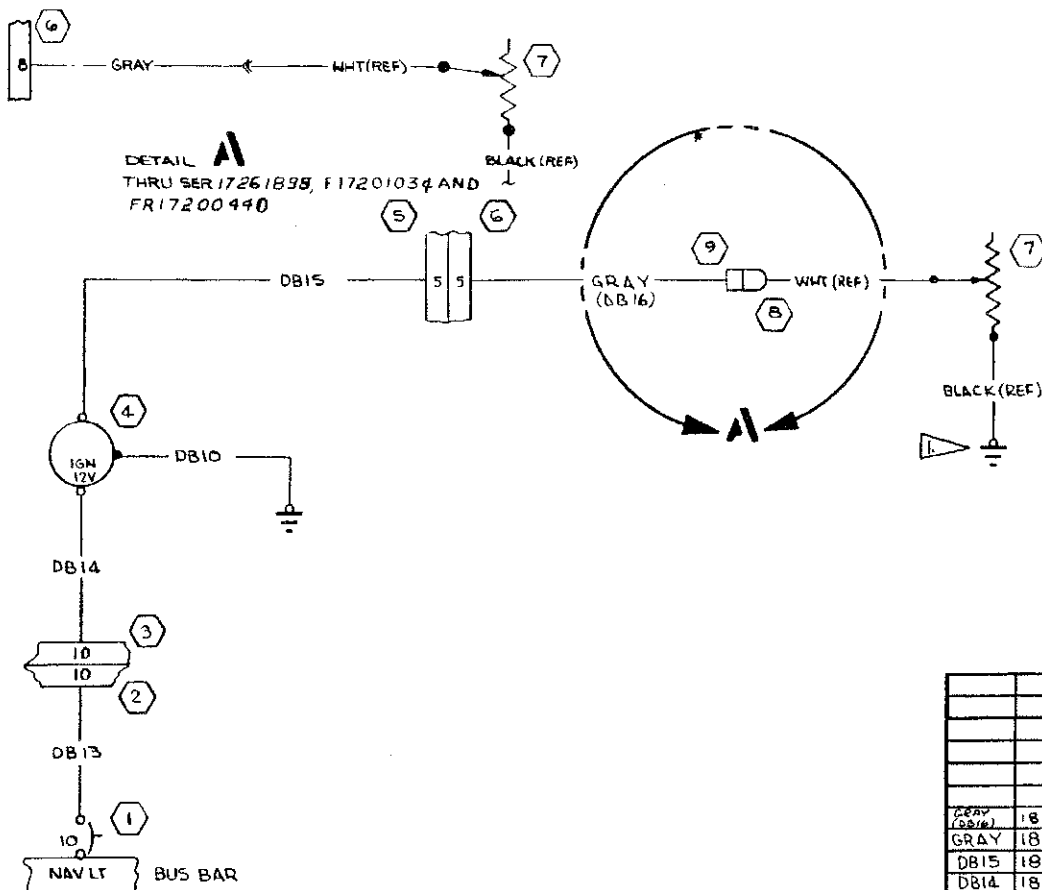 6
8
GRAY
WHT(REF)
7
BLACK(REF)
DETAIL A
THRU SER 17261898, F17201034 AND
FR17200440
5
6
DB15
5 5
GRAY
(DB16)
9
8
WHT(REF)
7
BLACK(REF)
1.
A
4
IGN
12V
DB10
DB14
3
10
10
2
DB13
1
10
NAV LT
BUS BAR
GRAY
(DB16)
18
GRAY 18
DB15 18
DB14 18